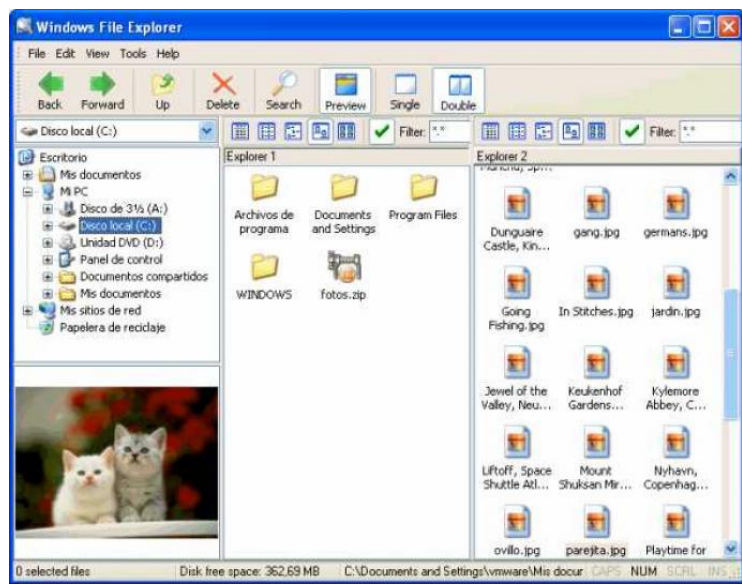 Windows File Explorer
File Edit View Tools Help
Back Forward Up Delete Search Preview Single Double
Disco local (C:)
Filter: *.*
Filter: *.*
Escritorio
Mis documentos
Mi PC
Disco de 3½ (A:)
Disco local (C:)
Unidad DVD (D:)
Panel de control
Documentos compartidos
Mis documentos
Mis sitios de red
Papelera de reciclaje
Explorer 1
Archivos de programa
Documents and Settings
Program Files
WINDOWS
fotos.zip
Explorer 2
Dunguaire Castle, Kin...
gang.jpg
germans.jpg
Going Fishing.jpg
In Stitches.jpg
jardin.jpg
Jewel of the Valley, Neu...
Keukenhof Gardens...
Kylemore Abbey, C...
Liftoff, Space Shuttle Atl...
Mount Shuksan Mir...
Nyhavn, Copenhag...
ovillo.jpg
parejita.jpg
Playtime for
0 selected files
Disk free space: 362,69 MB
C:\Documents and Settings\vmware\Mis docur
CAPS NUM SCRL INS